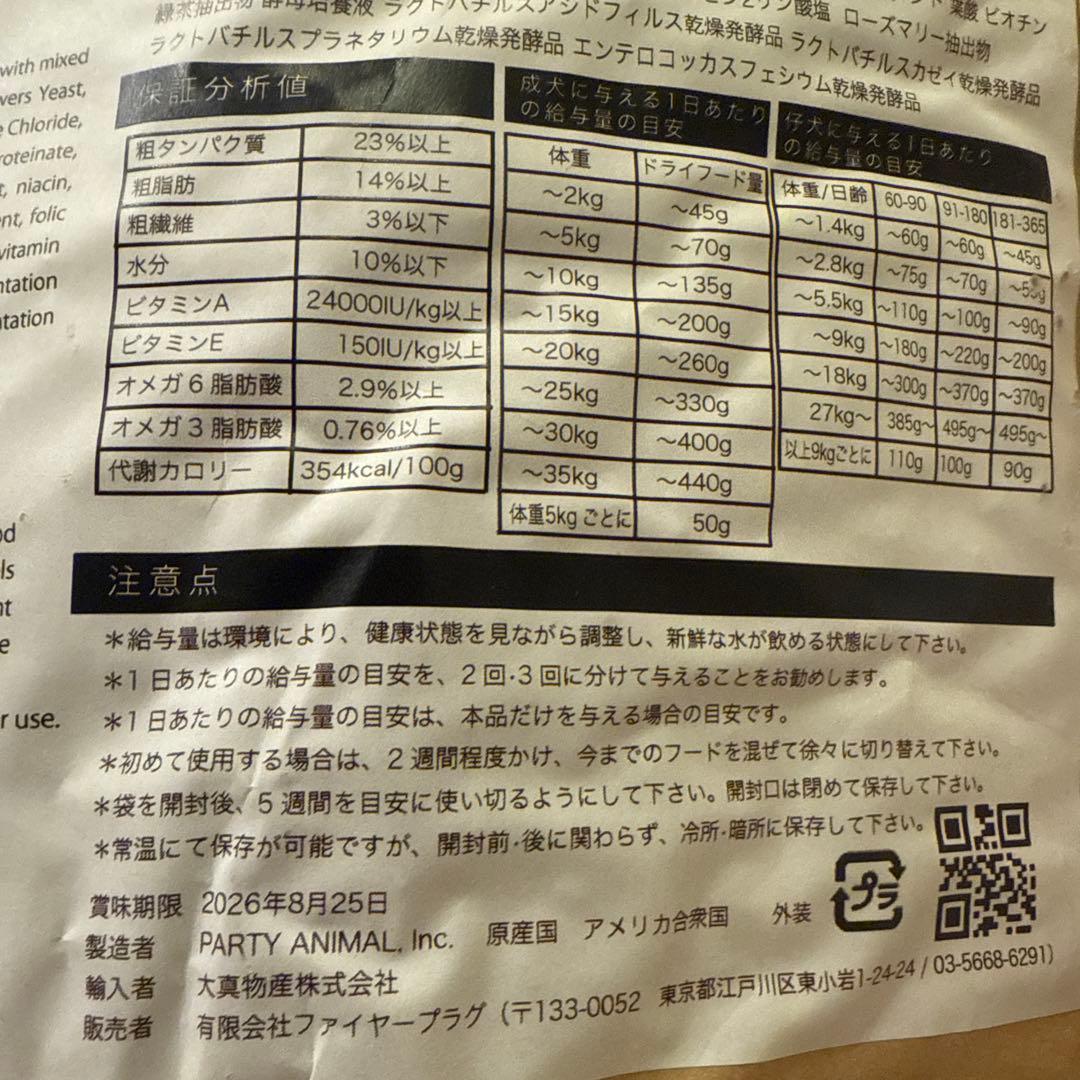 葉酸 ビオチン
緑茶抽出物 酵母培養液 ラクトバチルスアシドフィルス乾燥発酵品 ラクトバチルスカゼイ乾燥発酵品
酸塩 ローズマリー抽出物
ラクトバチルスプラネタリウム乾燥発酵品 エンテロコッカスフェシウム乾燥発酵品
with mixed
vers Yeast,
e Chloride,
roteinate,
t, niacin,
ent, folic
vitamin
ntation
ntation
od
ls
nt
e
r use.
保証分析値
粗タンパク質 23%以上
粗脂肪 14%以上
粗繊維 3%以下
水分 10%以下
ビタミンA 24000IU/kg以上
ビタミンE 150IU/kg以上
オメガ6脂肪酸 2.9%以上
オメガ3脂肪酸 0.76%以上
代謝カロリー 354kcal/100g
成犬に与える1日あたり
の給与量の目安
体重 ドライフード量
〜2kg 〜45g
〜5kg 〜70g
〜10kg 〜135g
〜15kg 〜200g
〜20kg 〜260g
〜25kg 〜330g
〜30kg 〜400g
〜35kg 〜440g
体重5kgごとに 50g
仔犬に与える1日あたり
の給与量の目安
体重/日齢 60-90 91-180 181-365
〜1.4kg 〜60g 〜60g 〜45g
〜2.8kg 〜75g 〜70g
〜5.5kg 〜110g 〜100g 〜90g
〜9kg 〜180g 〜220g 〜200g
〜18kg 〜300g 〜370g 〜370g
27kg〜 385g〜 495g〜 495g〜
以上9kgごとに 110g 100g 90g
注意点
＊給与量は環境により、健康状態を見ながら調整し、新鮮な水が飲める状態にして下さい。
＊1日あたりの給与量の目安を、2回·3回に分けて与えることをお勧めします。
＊1日あたりの給与量の目安は、本品だけを与える場合の目安です。
＊初めて使用する場合は、2週間程度かけ、今までのフードを混ぜて徐々に切り替えて下さい。
＊袋を開封後、5週間を目安に使い切るようにして下さい。開封口は閉めて保存して下さい。
＊常温にて保存が可能ですが、開封前·後に関わらず、冷所·暗所に保存して下さい。
賞味期限 2026年8月25日
製造者 PARTY ANIMAL, Inc. 原産国 アメリカ合衆国 外装 プラ
輸入者 大真物産株式会社
販売者 有限会社ファイヤープラグ（〒133-0052 東京都江戸川区東小岩1-24-24 / 03-5668-6291）